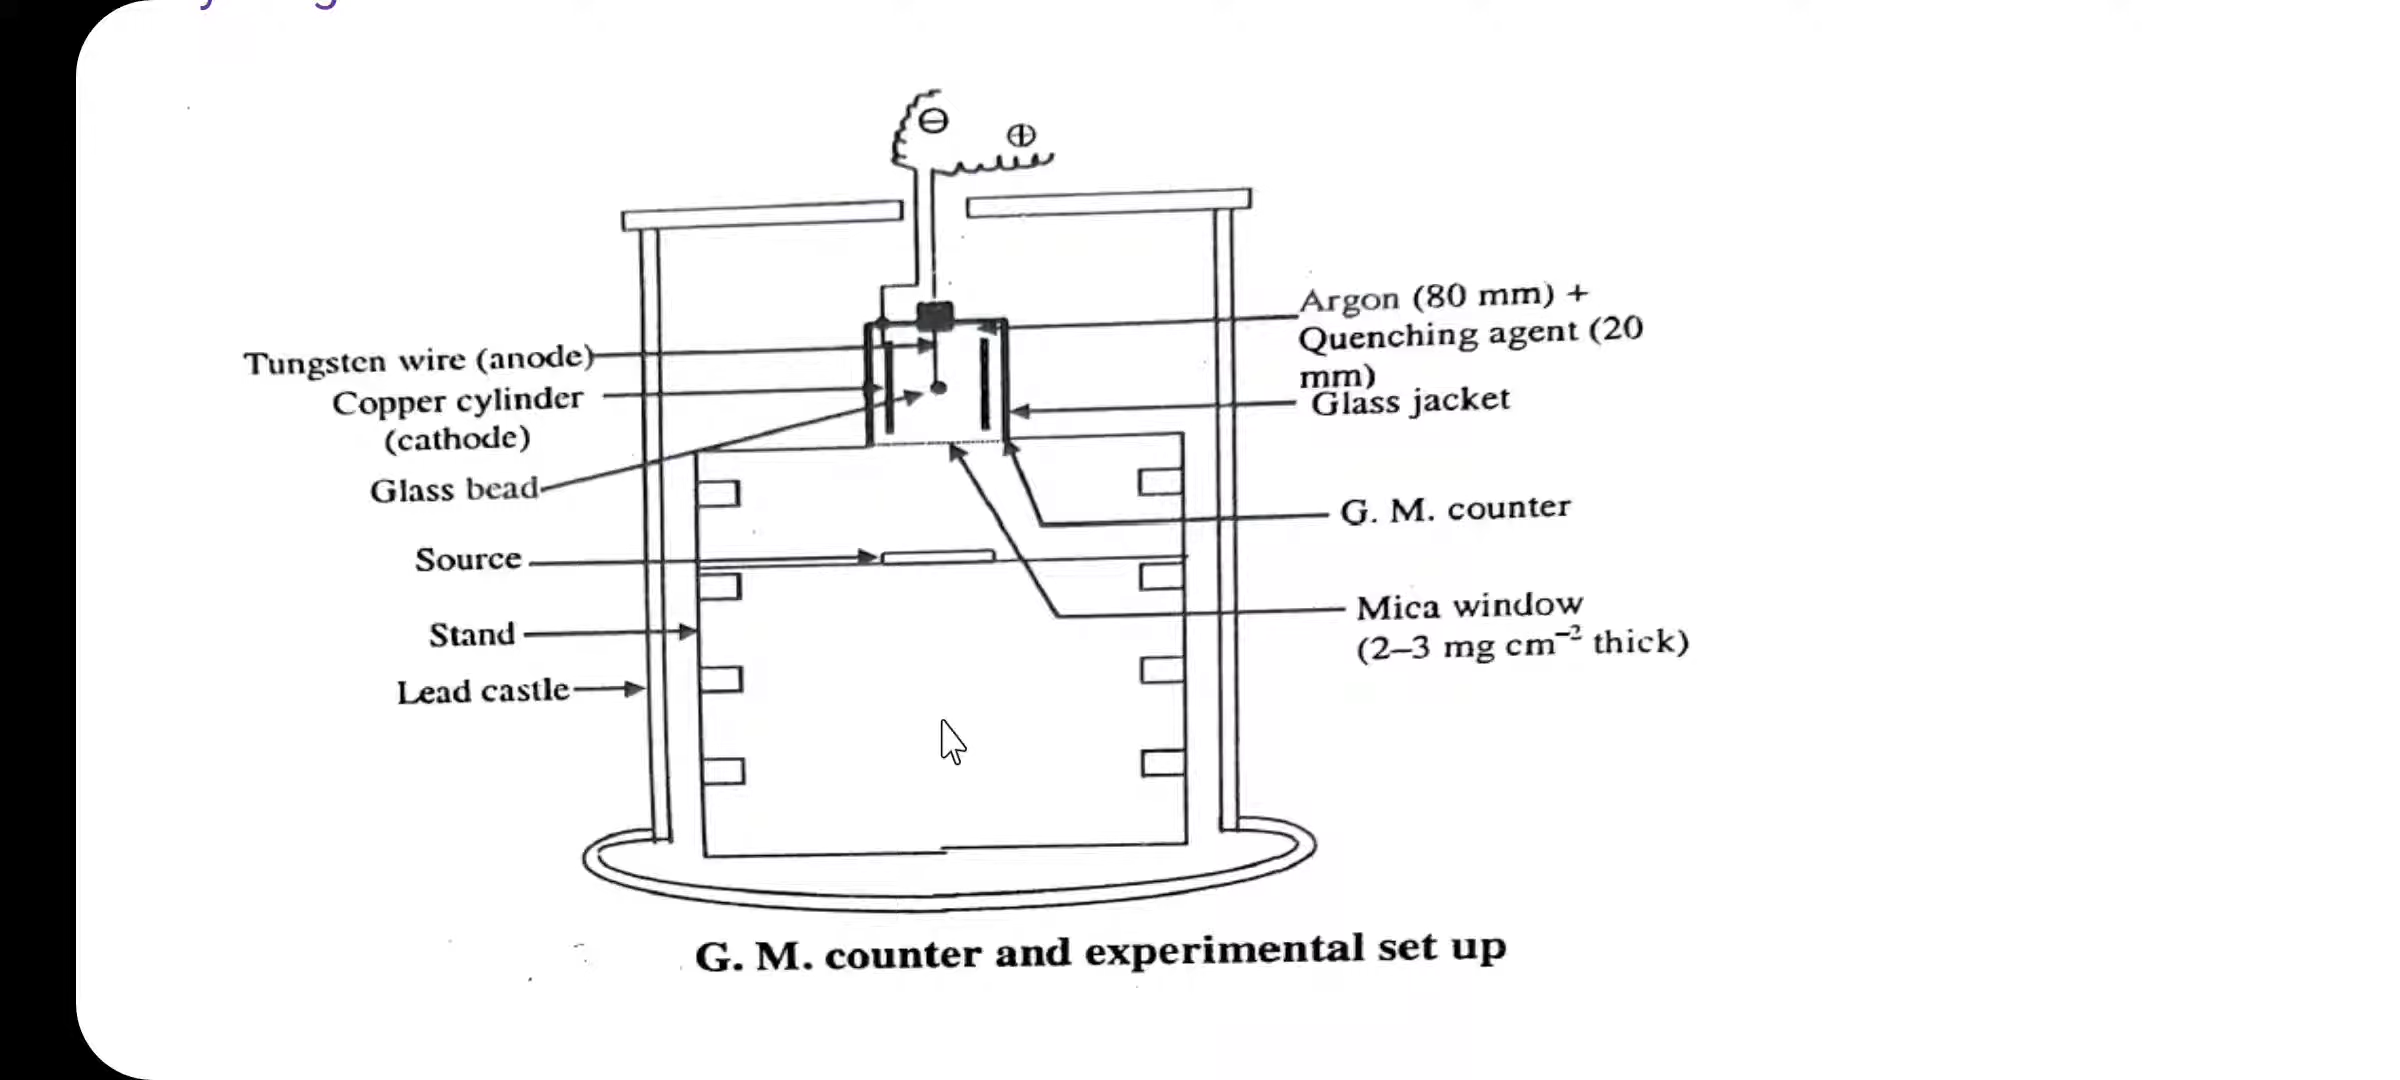 ⊖
⊕
Argon (80 mm) +
Quenching agent (20
mm)
Glass jacket
Tungsten wire (anode)
Copper cylinder
(cathode)
Glass bead
G. M. counter
Source
Mica window
(2–3 mg cm⁻² thick)
Stand
Lead castle
G. M. counter and experimental set up